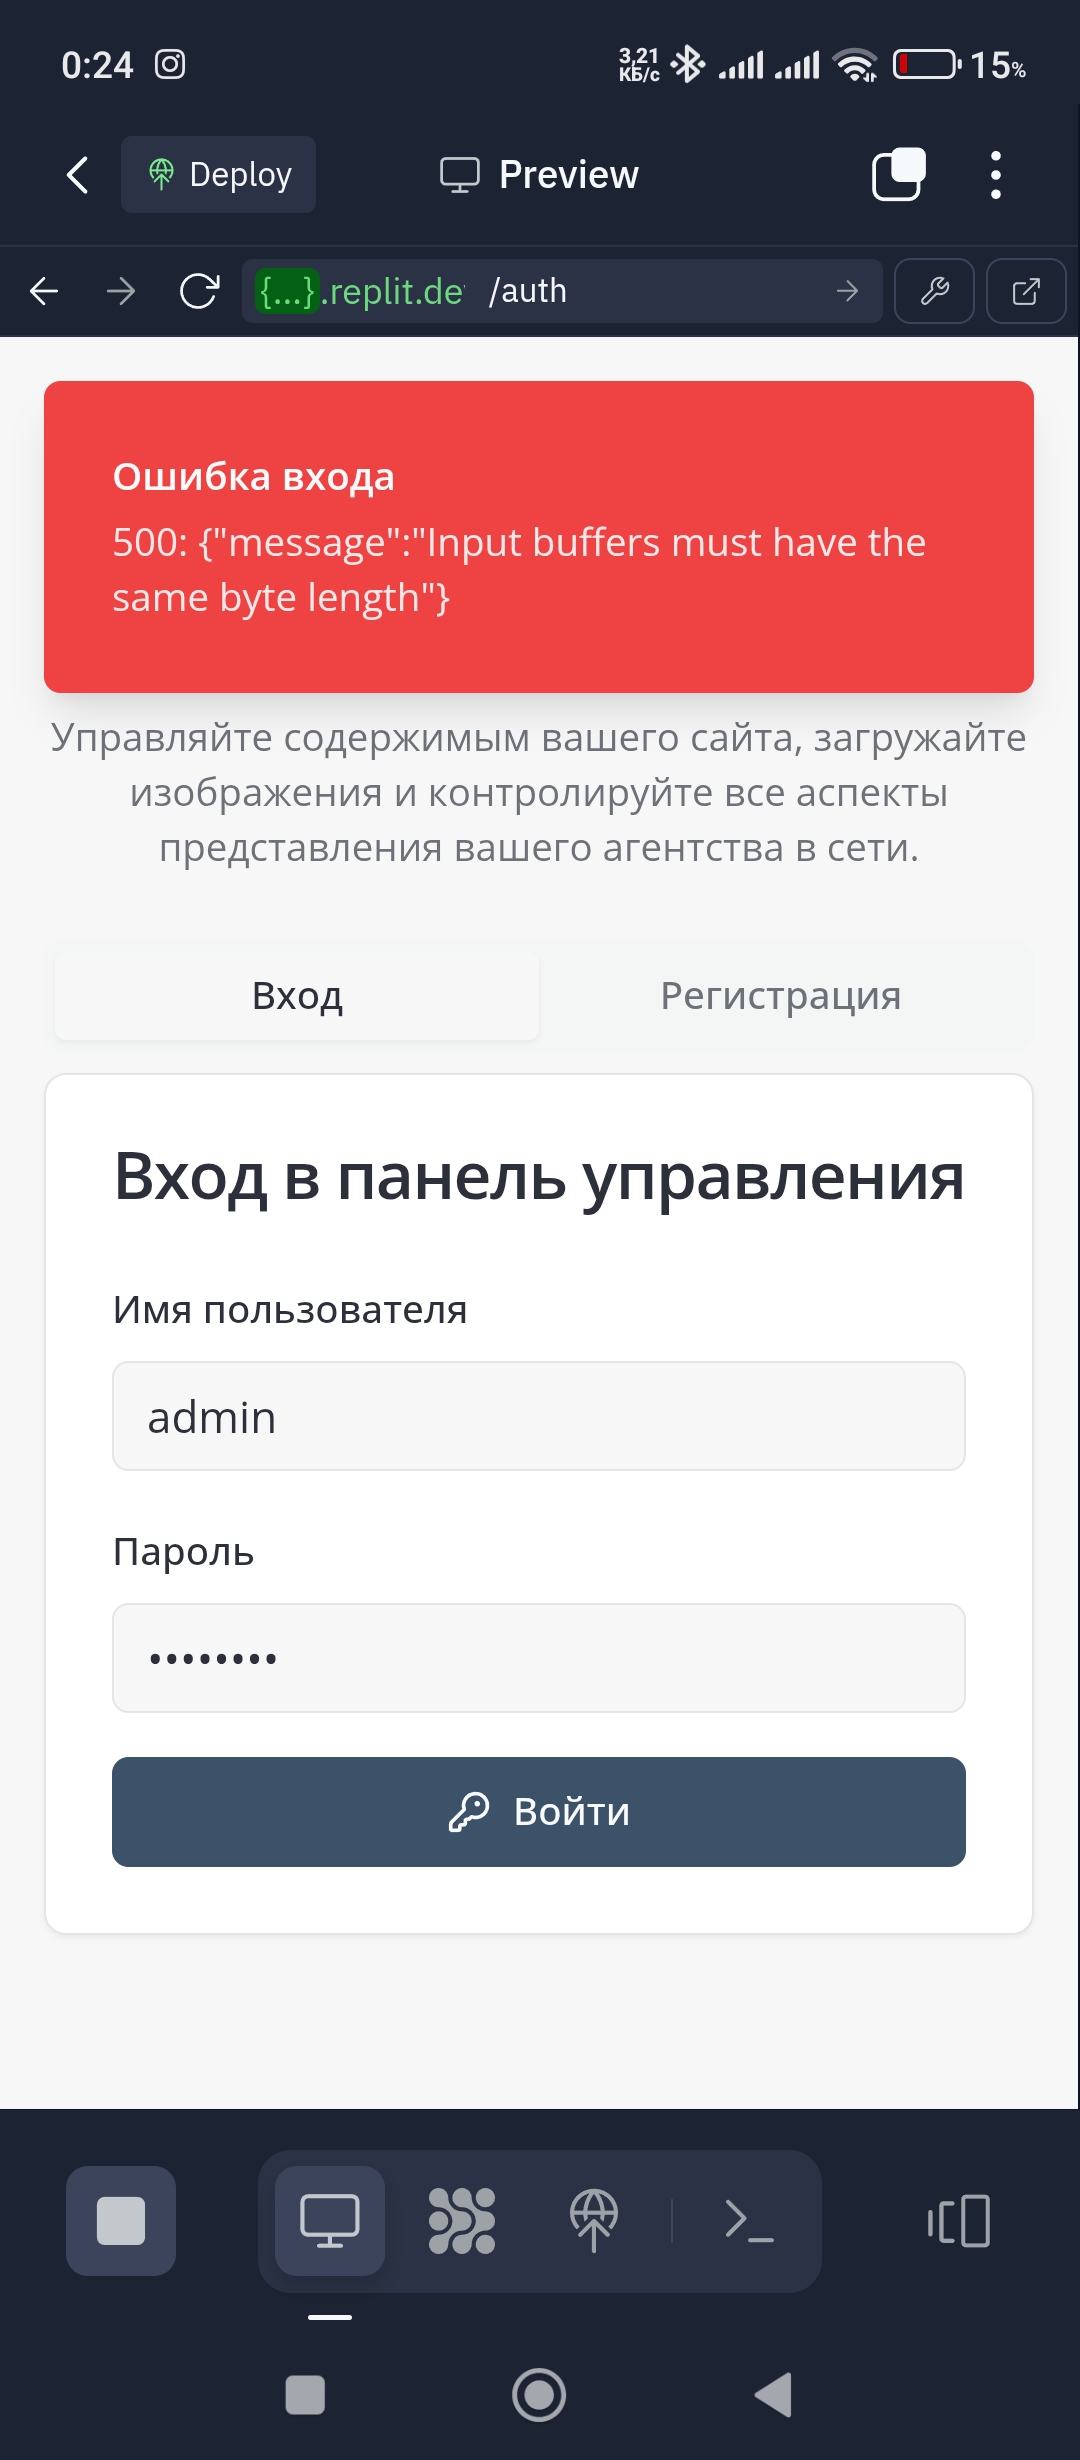 0:24
3,21
КБ/с
15%
Deploy
Preview
{...}.replit.dev /auth
Ошибка входа
500: {"message":"Input buffers must have the
same byte length"}
Управляйте содержимым вашего сайта, загружайте
изображения и контролируйте все аспекты
представления вашего агентства в сети.
Вход
Регистрация
Вход в панель управления
Имя пользователя
admin
Пароль
••••••••
Войти